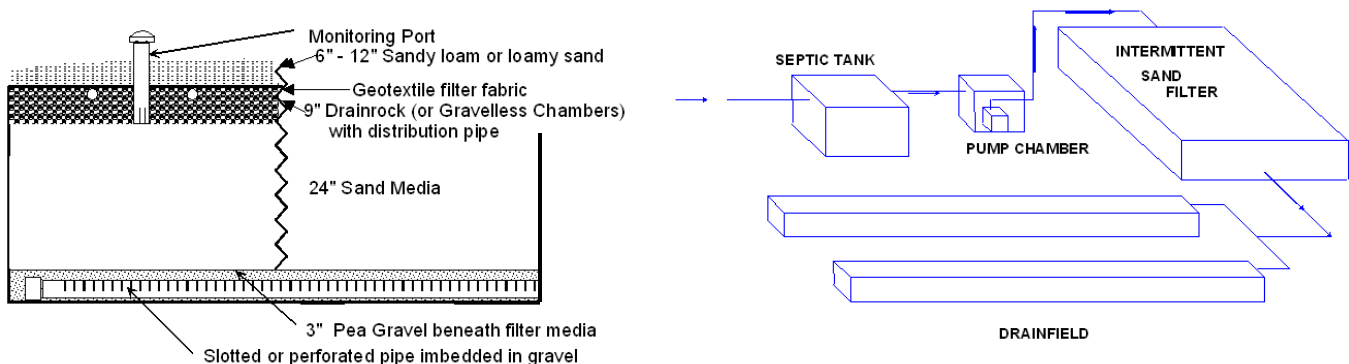 Monitoring Port
6" - 12" Sandy loam or loamy sand
Geotextile filter fabric
9" Drainrock (or Gravelless Chambers)
with distribution pipe
24" Sand Media
3" Pea Gravel beneath filter media
Slotted or perforated pipe imbedded in gravel
SEPTIC TANK
PUMP CHAMBER
INTERMITTENT
SAND
FILTER
DRAINFIELD